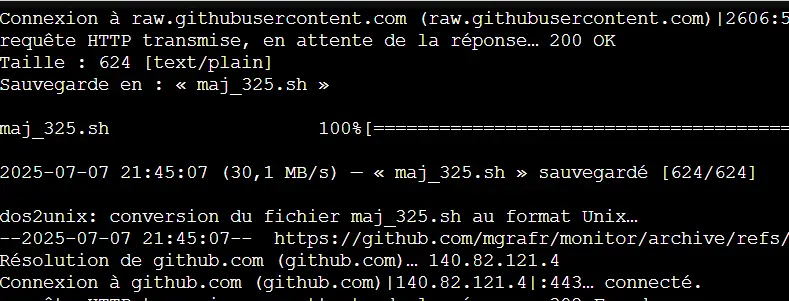 Connexion à raw.githubusercontent.com (raw.githubusercontent.com)|2606:5
requête HTTP transmise, en attente de la réponse… 200 OK
Taille : 624 [text/plain]
Sauvegarde en : « maj_325.sh »
maj_325.sh 100%[======================================
2025-07-07 21:45:07 (30,1 MB/s) — « maj_325.sh » sauvegardé [624/624]
dos2unix: conversion du fichier maj_325.sh au format Unix…
--2025-07-07 21:45:07-- https://github.com/mgrafr/monitor/archive/refs/
Résolution de github.com (github.com)… 140.82.121.4
Connexion à github.com (github.com)|140.82.121.4|:443… connecté.